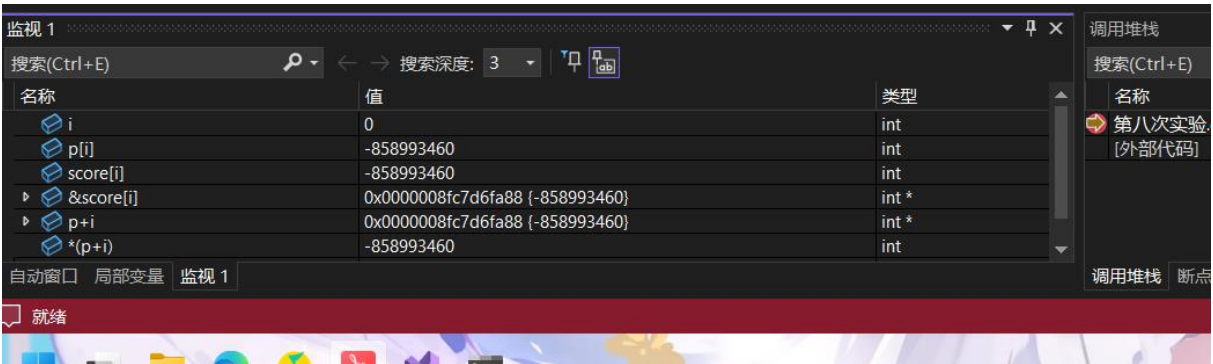 监视 1
调用堆栈
搜索(Ctrl+E)
搜索深度: 3
搜索(Ctrl+E)
名称 值 类型
名称
i 0 int
第八次实验.
p[i] -858993460 int
[外部代码]
score[i] -858993460 int
&score[i] 0x0000008fc7d6fa88 {-858993460} int *
p+i 0x0000008fc7d6fa88 {-858993460} int *
*(p+i) -858993460 int
自动窗口 局部变量 监视 1
调用堆栈 断点
就绪